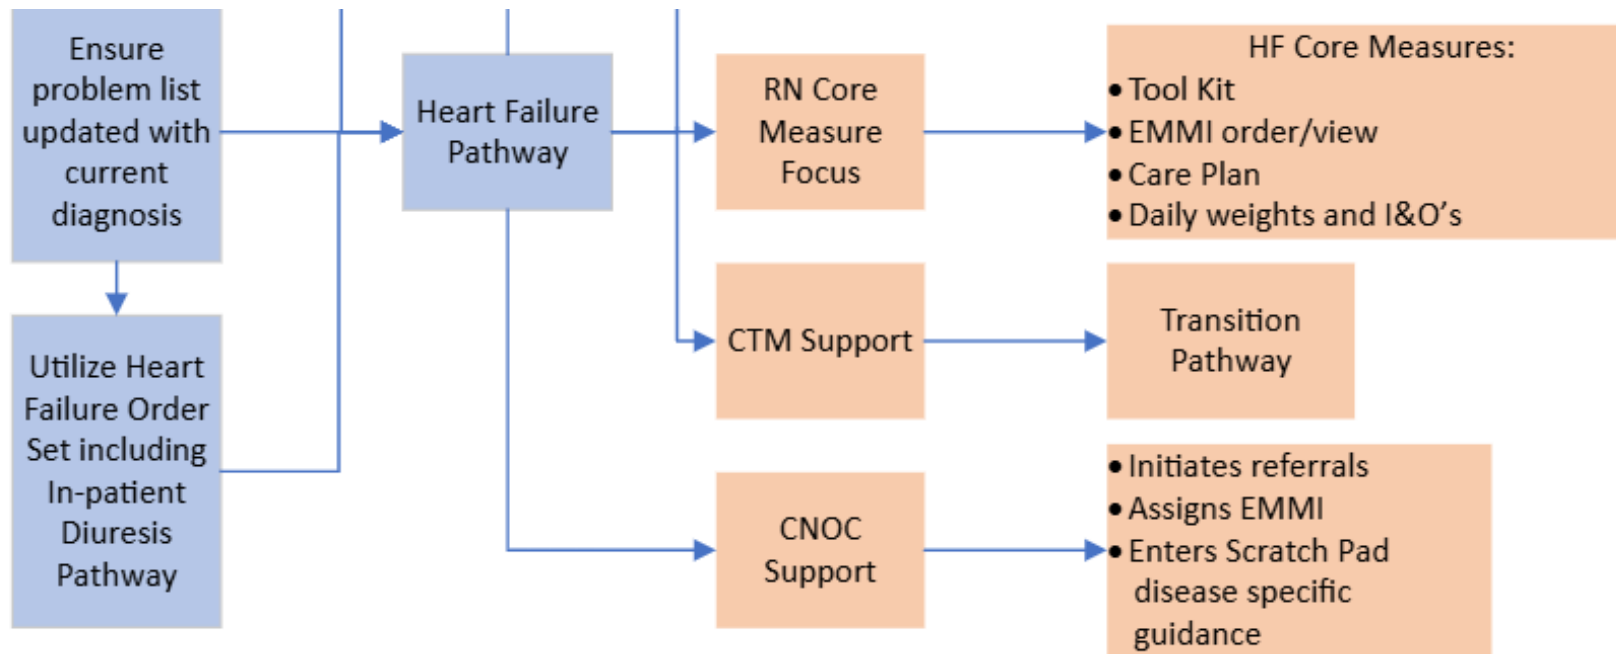 Ensure
problem list
updated with
current
diagnosis
Utilize Heart
Failure Order
Set including
In-patient
Diuresis
Pathway
Heart Failure
Pathway
RN Core
Measure
Focus
HF Core Measures:
• Tool Kit
• EMMI order/view
• Care Plan
• Daily weights and I&O’s
CTM Support
Transition
Pathway
CNOC
Support
• Initiates referrals
• Assigns EMMI
• Enters Scratch Pad
disease specific
guidance